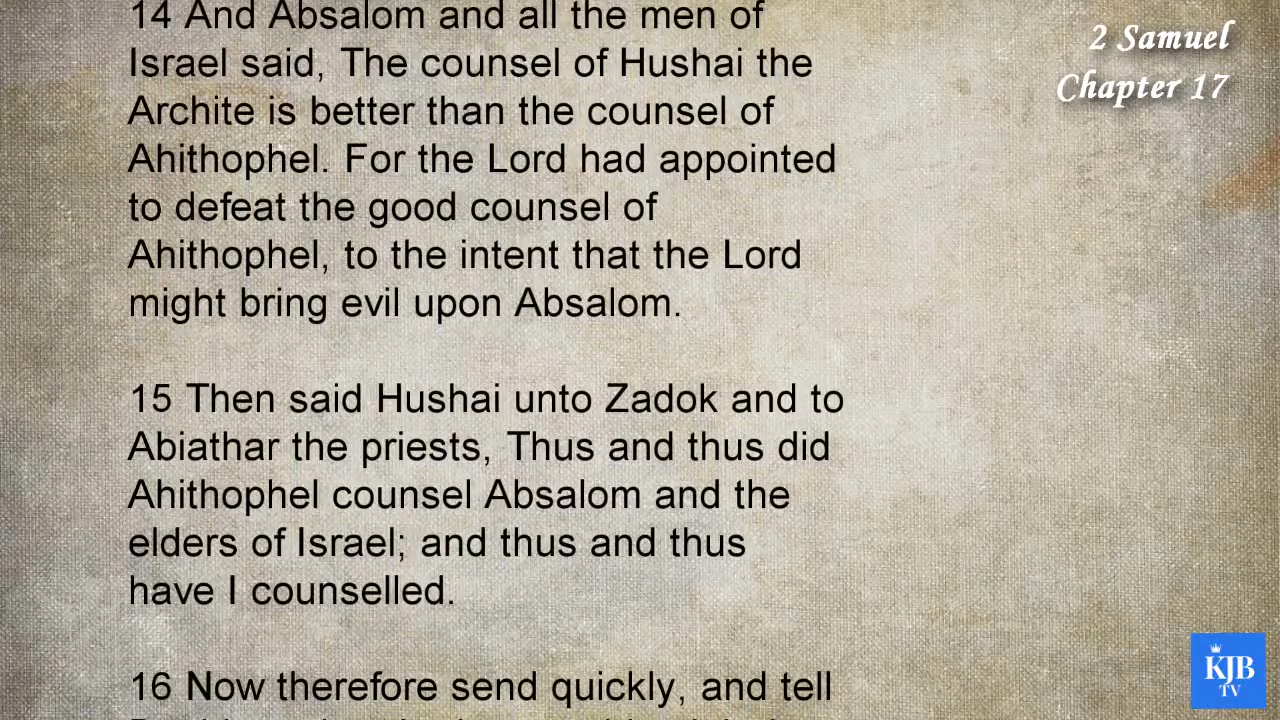 14 And Absalom and all the men of
Israel said, The counsel of Hushai the
Archite is better than the counsel of
Ahithophel. For the Lord had appointed
to defeat the good counsel of
Ahithophel, to the intent that the Lord
might bring evil upon Absalom.
15 Then said Hushai unto Zadok and to
Abiathar the priests, Thus and thus did
Ahithophel counsel Absalom and the
elders of Israel; and thus and thus
have I counselled.
16 Now therefore send quickly, and tell
2 Samuel
Chapter 17
KJB
TV